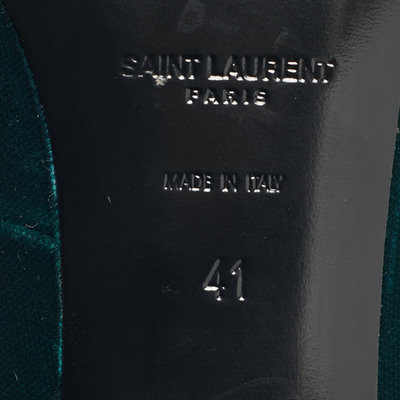 SAINT LAURENT
PARIS
MADE IN ITALY
41